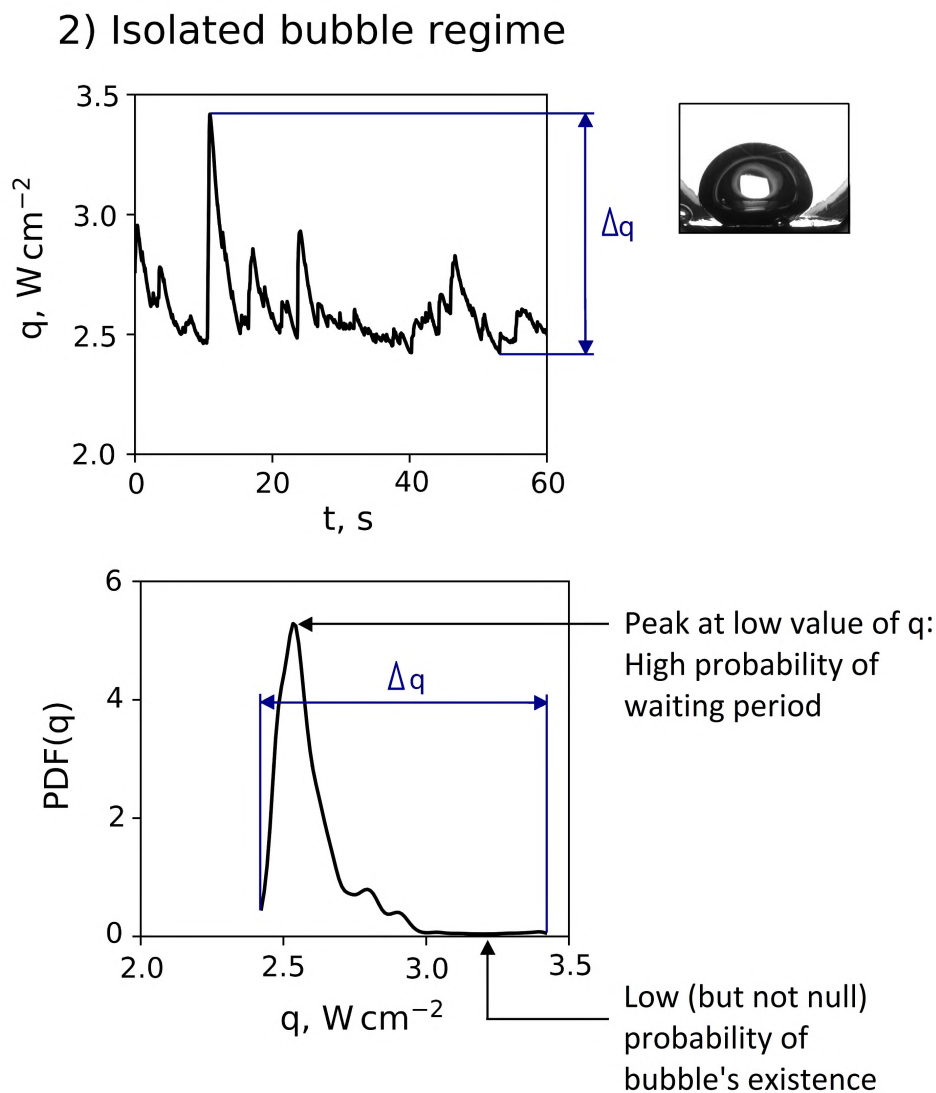 2) Isolated bubble regime
3.5
3.0
2.5
2.0
q, W cm⁻²
0
20
40
60
t, s
Δq
6
4
2
0
PDF(q)
Δq
2.0
2.5
3.0
3.5
q, W cm⁻²
Peak at low value of q:
High probability of
waiting period
Low (but not null)
probability of
bubble's existence